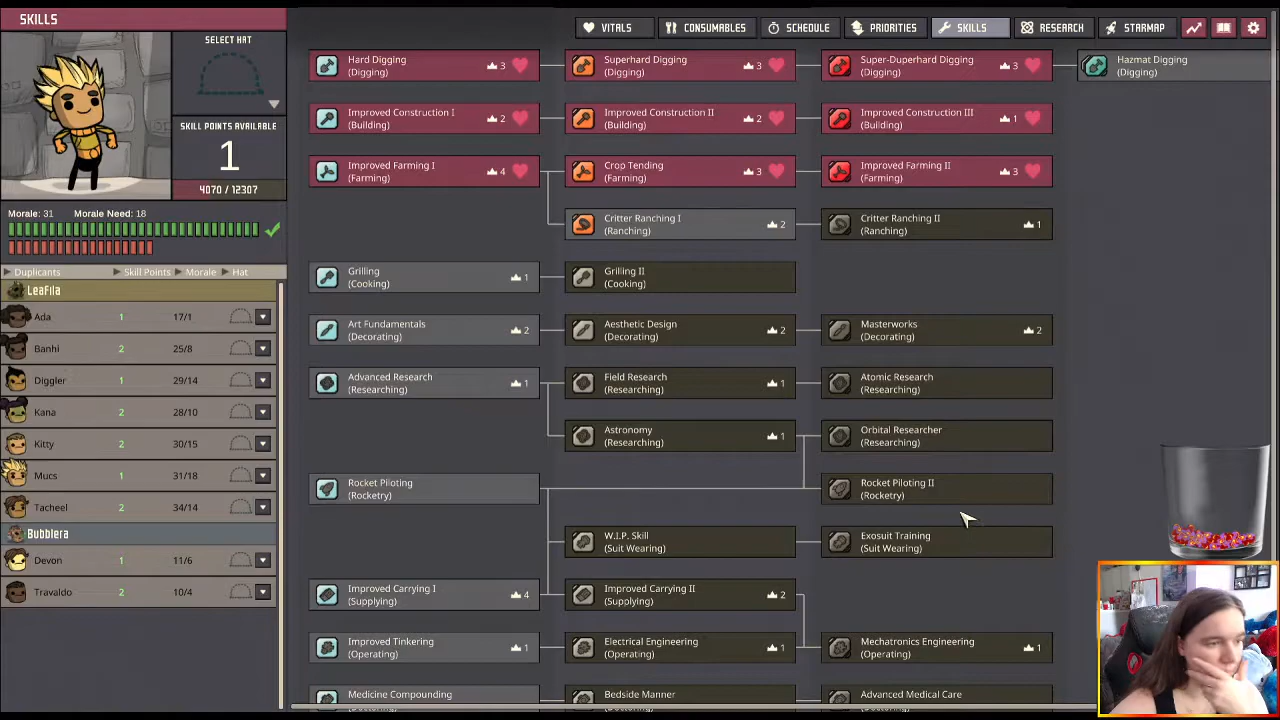 SKILLS
VITALS
CONSUMABLES
SCHEDULE
PRIORITIES
SKILLS
RESEARCH
STARMAP
SELECT HAT
SKILL POINTS AVAILABLE
1
4070 / 12307
Morale: 31 Morale Need: 18
Duplicants Skill Points Morale Hat
LeaFila
Ada 1 17/1
Banhi 2 25/8
Diggler 1 29/14
Kana 2 28/10
Kitty 2 30/15
Mucs 1 31/18
Tacheel 2 34/14
Bubblera
Devon 1 11/6
Travaldo 2 10/4
Hard Digging
(Digging)
3
Superhard Digging
(Digging)
3
Super-Duperhard Digging
(Digging)
3
Hazmat Digging
(Digging)
Improved Construction I
(Building)
2
Improved Construction II
(Building)
2
Improved Construction III
(Building)
1
Improved Farming I
(Farming)
4
Crop Tending
(Farming)
3
Improved Farming II
(Farming)
3
Critter Ranching I
(Ranching)
2
Critter Ranching II
(Ranching)
1
Grilling
(Cooking)
1
Grilling II
(Cooking)
Art Fundamentals
(Decorating)
2
Aesthetic Design
(Decorating)
2
Masterworks
(Decorating)
2
Advanced Research
(Researching)
1
Field Research
(Researching)
1
Atomic Research
(Researching)
Astronomy
(Researching)
1
Orbital Researcher
(Researching)
Rocket Piloting
(Rocketry)
Rocket Piloting II
(Rocketry)
W.I.P. Skill
(Suit Wearing)
Exosuit Training
(Suit Wearing)
Improved Carrying I
(Supplying)
4
Improved Carrying II
(Supplying)
2
Improved Tinkering
(Operating)
1
Electrical Engineering
(Operating)
1
Mechatronics Engineering
(Operating)
1
Medicine Compounding
Bedside Manner
Advanced Medical Care